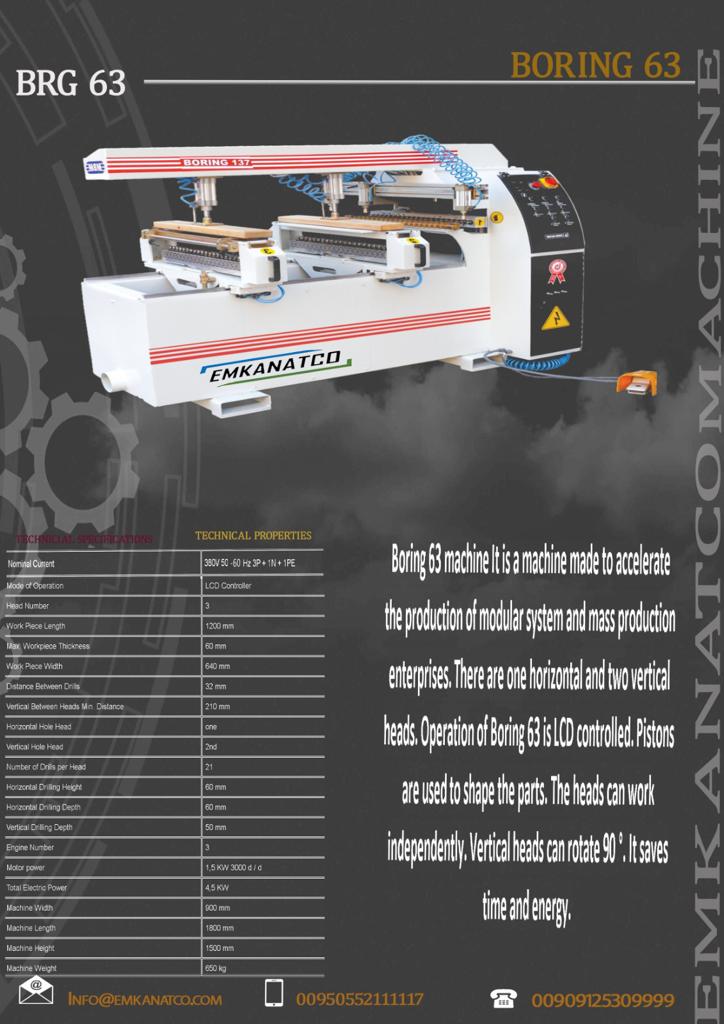 BRG 63
BORING 63
EMKANATCOMACHINE
BORING 137
EMKANATCO
TECHNICIAL SPECIFICATIONS
TECHNICAL PROPERTIES
Nominal Current 380V 50 -60 Hz 3P + 1N + 1PE
Mode of Operation LCD Controller
Head Number 3
Work Piece Length 1200 mm
Max. Workpiece Thickness 60 mm
Work Piece Width 640 mm
Distance Between Drills 32 mm
Vertical Between Heads Min. Distance 210 mm
Horizontal Hole Head one
Vertical Hole Head 2nd
Number of Drills per Head 21
Horizontal Drilling Height 60 mm
Horizontal Drilling Depth 60 mm
Vertical Drilling Depth 50 mm
Engine Number 3
Motor power 1,5 KW 3000 d / d
Total Electric Power 4,5 KW
Machine Width 900 mm
Machine Length 1800 mm
Machine Height 1500 mm
Machine Weight 650 kg
Boring 63 machine It is a machine made to accelerate
the production of modular system and mass production
enterprises. There are one horizontal and two vertical
heads. Operation of Boring 63 is LCD controlled. Pistons
are used to shape the parts. The heads can work
independently. Vertical heads can rotate 90 °. It saves
time and energy.
INFO@EMKANATCO.COM
00950552111117
00909125309999